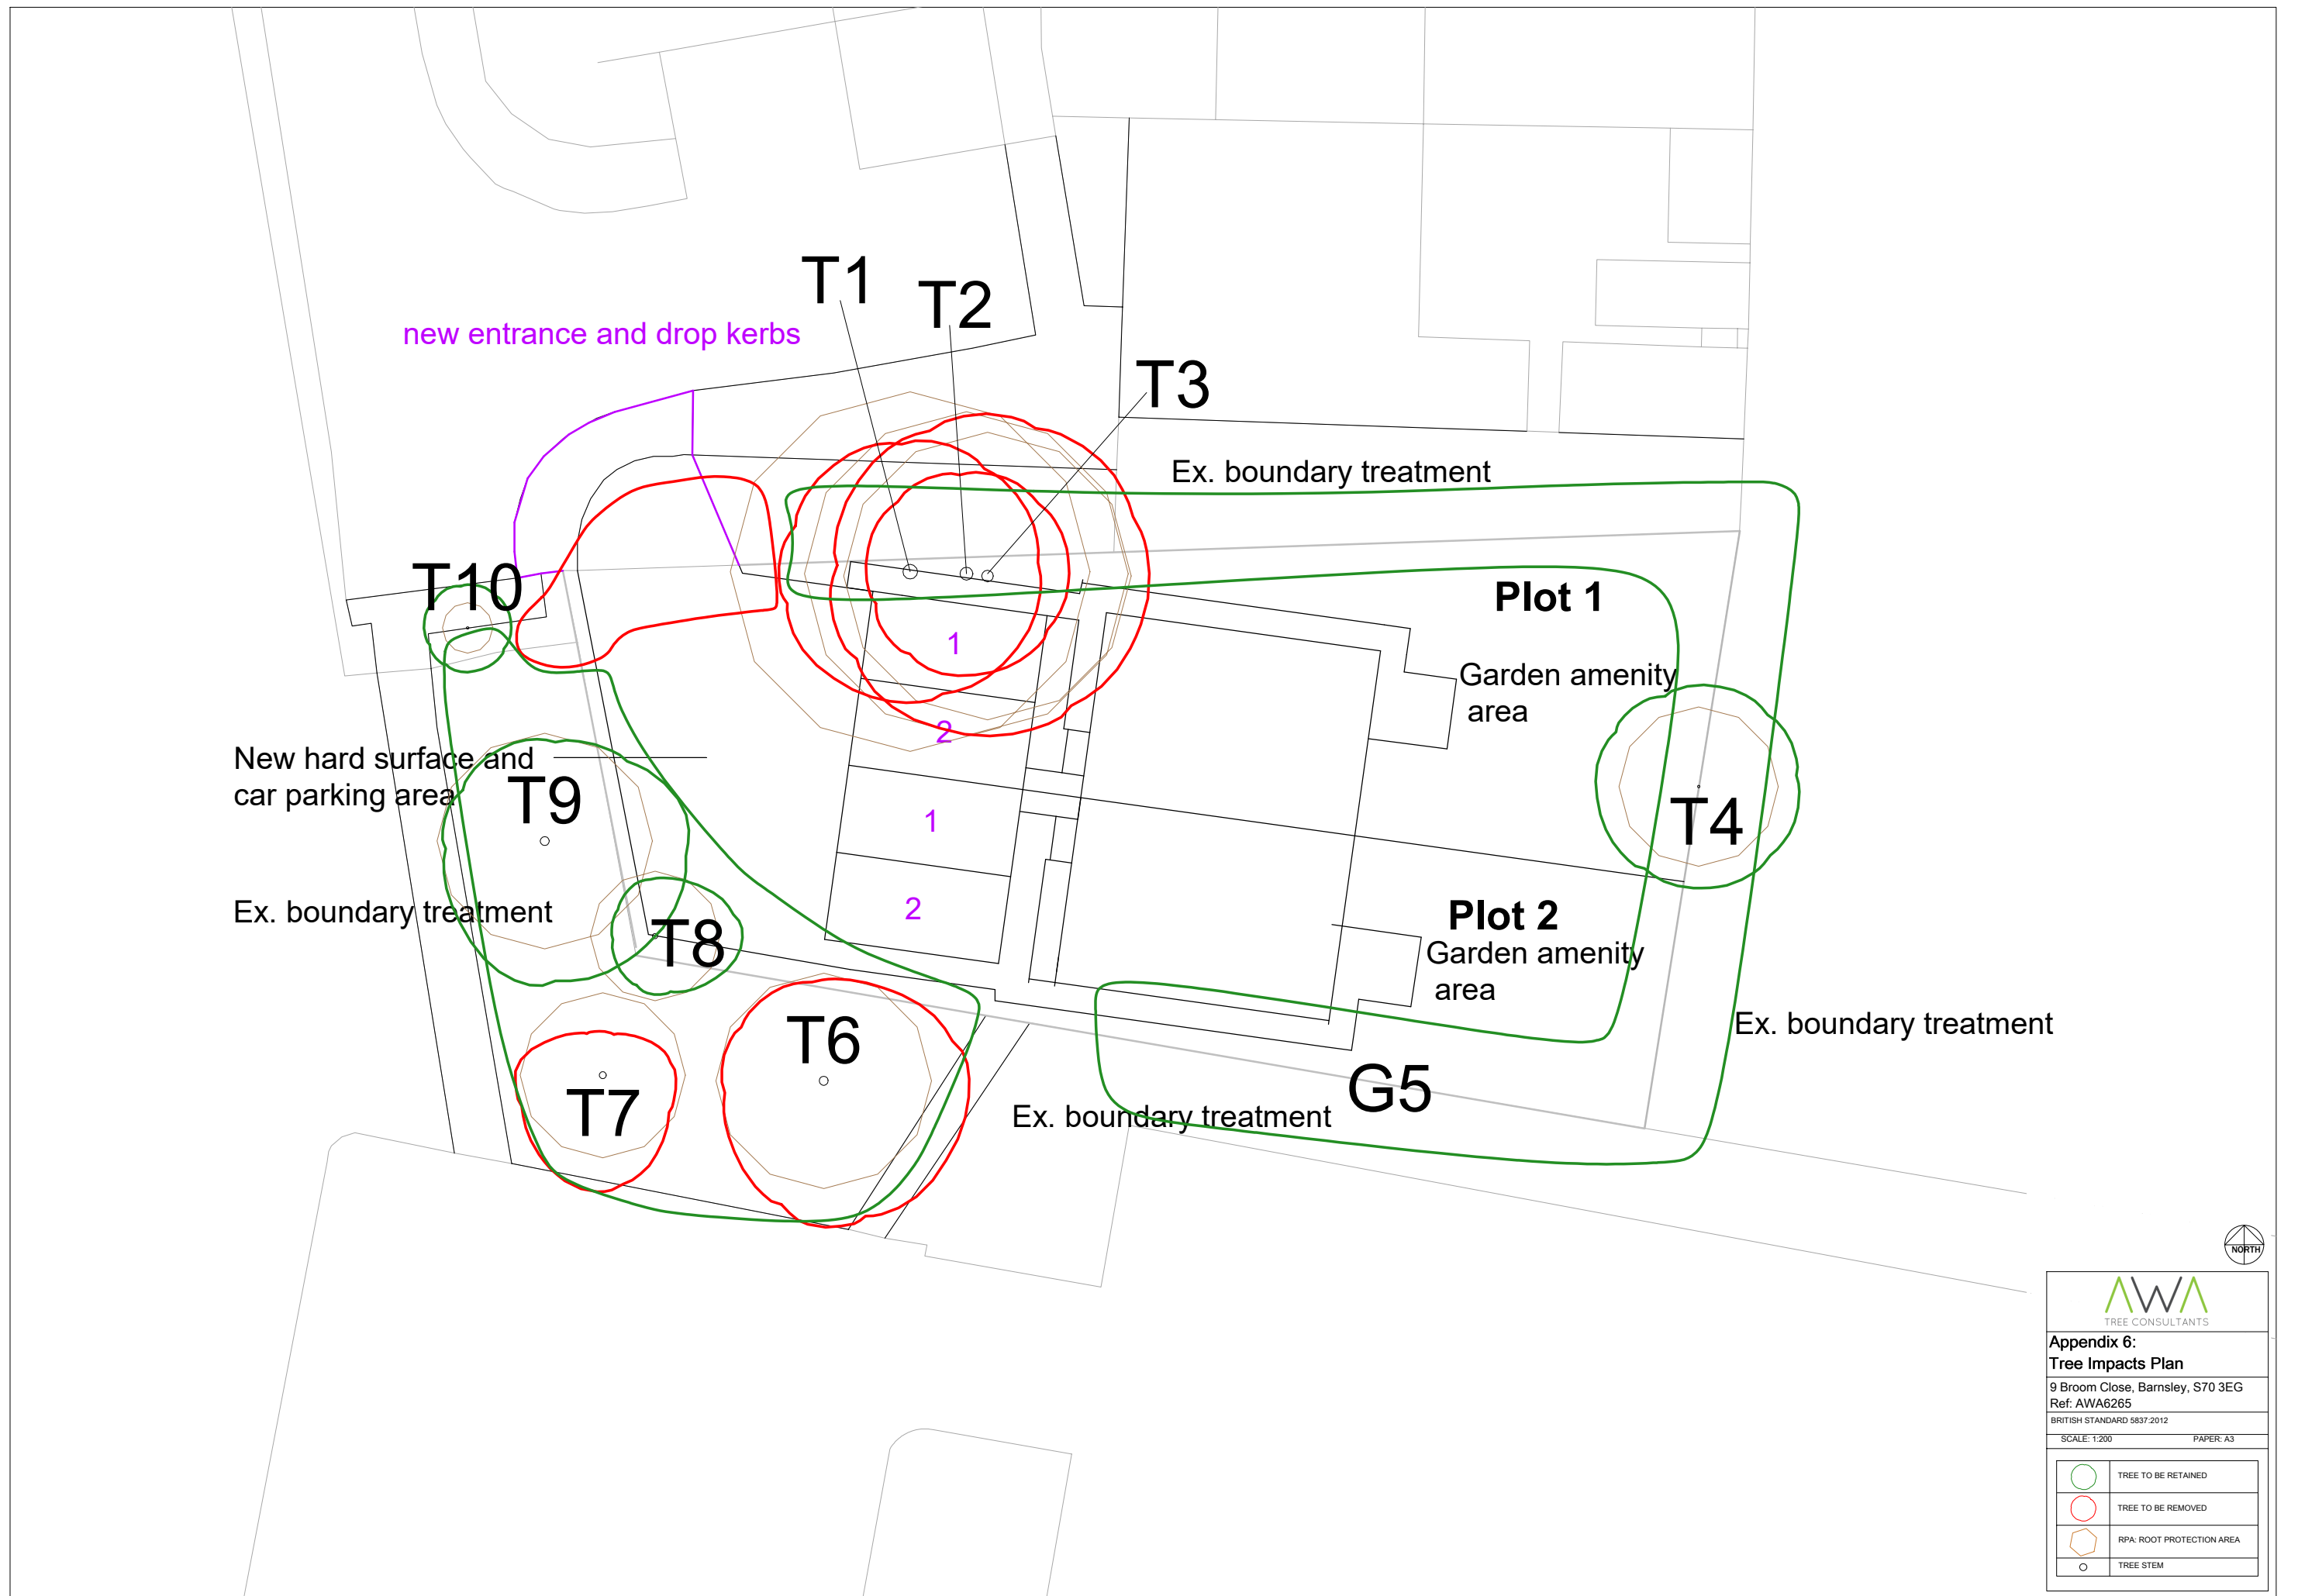 T1
T2
new entrance and drop kerbs
T3
Ex. boundary treatment
T10
Plot 1
1
Garden amenity
area
2
New hard surface and
car parking area
T9
T4
1
Ex. boundary treatment
2
Plot 2
T8
Garden amenity
area
Ex. boundary treatment
T6
G5
T7
Ex. boundary treatment
NORTH
AWA
TREE CONSULTANTS
Appendix 6:
Tree Impacts Plan
9 Broom Close, Barnsley, S70 3EG
Ref: AWA6265
BRITISH STANDARD 5837:2012
SCALE: 1:200 PAPER: A3
TREE TO BE RETAINED
TREE TO BE REMOVED
RPA: ROOT PROTECTION AREA
TREE STEM